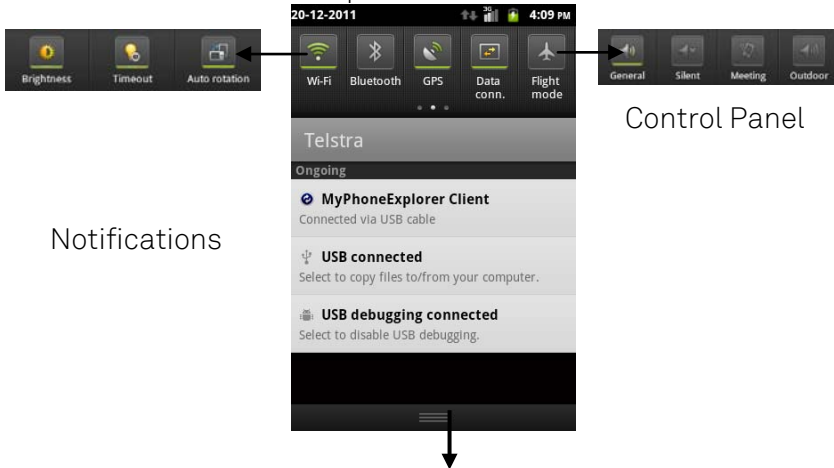 20-12-2011 3G 4:09 PM
Brightness Timeout Auto rotation
Wi-Fi Bluetooth GPS Data conn. Flight mode
General Silent Meeting Outdoor
Control Panel
Telstra
Ongoing
MyPhoneExplorer Client
Connected via USB cable
Notifications
USB connected
Select to copy files to/from your computer.
USB debugging connected
Select to disable USB debugging.